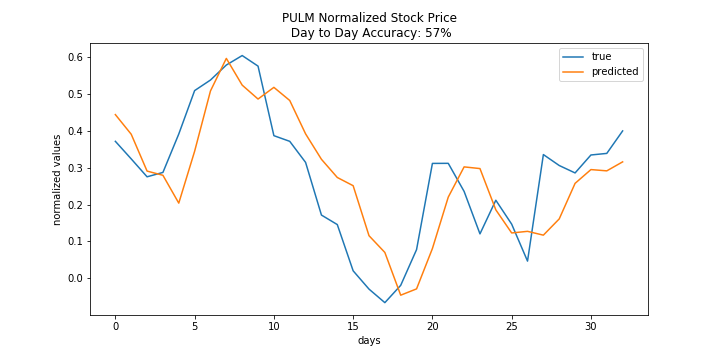 PULM Normalized Stock Price
Day to Day Accuracy: 57%
true
predicted
normalized values
0.6
0.5
0.4
0.3
0.2
0.1
0.0
0 5 10 15 20 25 30
days